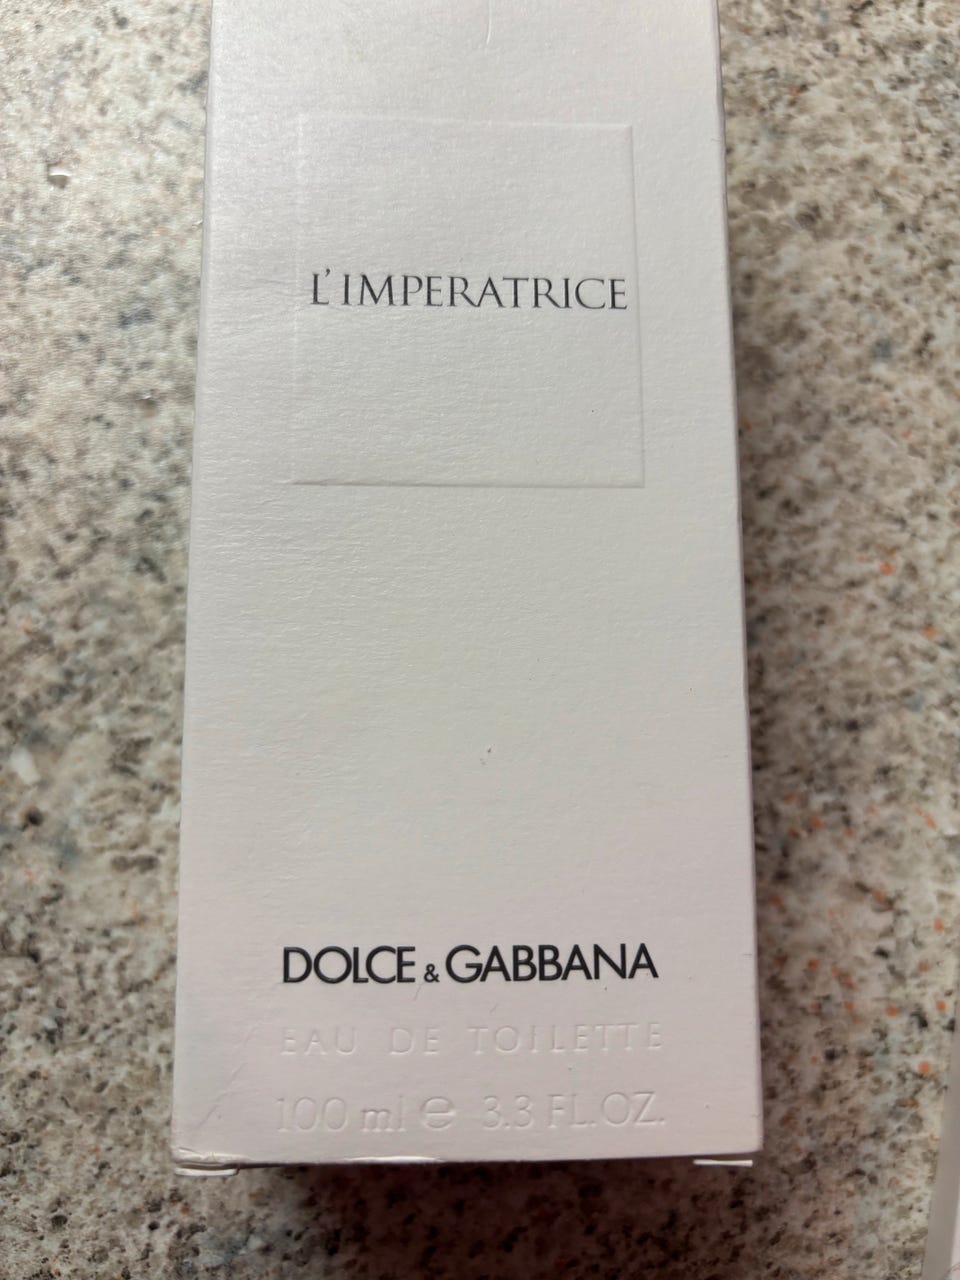 L'IMPERATRICE
DOLCE & GABBANA
EAU DE TOILETTE
100 ml ℮ 3.3 FL.OZ.